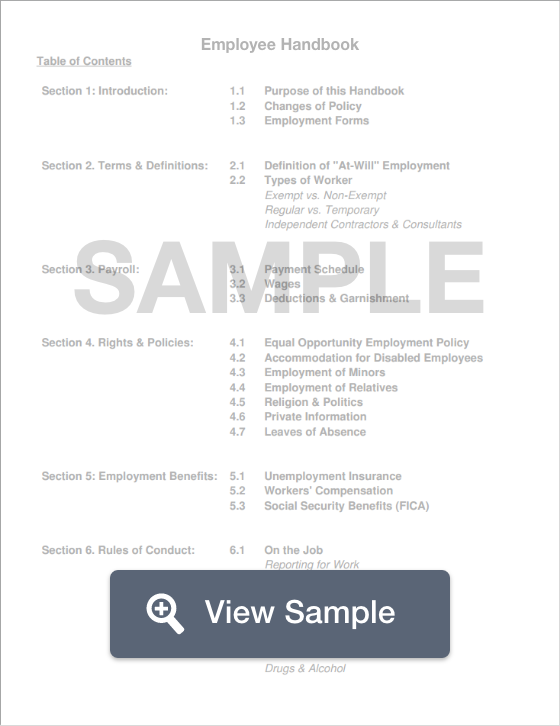 Employee Handbook
Table of Contents
Section 1: Introduction: 1.1 Purpose of this Handbook
1.2 Changes of Policy
1.3 Employment Forms
Section 2. Terms & Definitions: 2.1 Definition of "At-Will" Employment
2.2 Types of Worker
Exempt vs. Non-Exempt
Regular vs. Temporary
Independent Contractors & Consultants
SAMPLE
Section 3. Payroll: 3.1 Payment Schedule
3.2 Wages
3.3 Deductions & Garnishment
Section 4. Rights & Policies: 4.1 Equal Opportunity Employment Policy
4.2 Accommodation for Disabled Employees
4.3 Employment of Minors
4.4 Employment of Relatives
4.5 Religion & Politics
4.6 Private Information
4.7 Leaves of Absence
Section 5: Employment Benefits: 5.1 Unemployment Insurance
5.2 Workers' Compensation
5.3 Social Security Benefits (FICA)
Section 6. Rules of Conduct: 6.1 On the Job
Reporting for Work
View Sample
Drugs & Alcohol